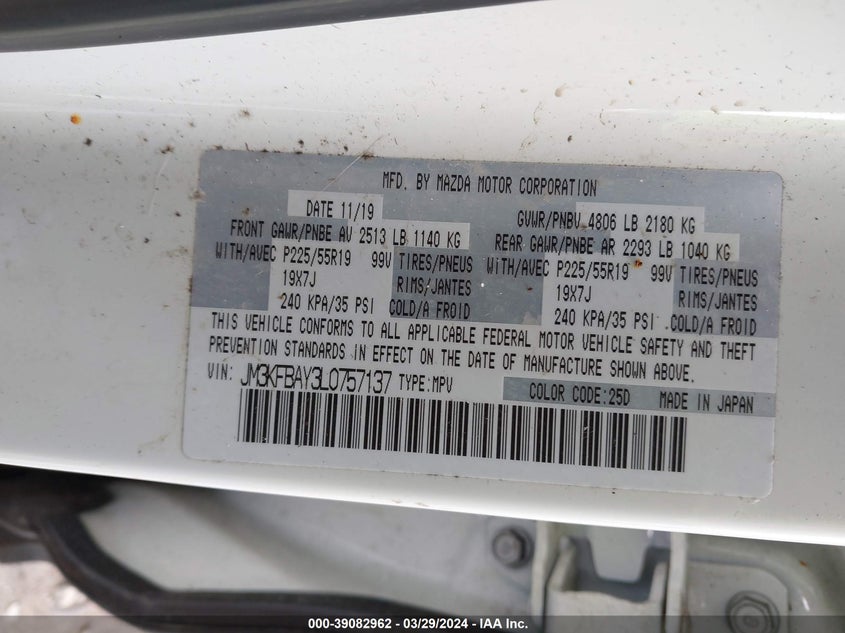 MFD. BY MAZDA MOTOR CORPORATION
DATE 11/19 GVWR/PNBV 4806 LB 2180 KG
FRONT GAWR/PNBE AV 2513 LB 1140 KG REAR GAWR/PNBE AR 2293 LB 1040 KG
WITH/AVEC P225/55R19 99V TIRES/PNEUS WITH/AVEC P225/55R19 99V TIRES/PNEUS
19X7J RIMS/JANTES 19X7J RIMS/JANTES
240 KPA/35 PSI COLD/A FROID 240 KPA/35 PSI COLD/A FROID
THIS VEHICLE CONFORMS TO ALL APPLICABLE FEDERAL MOTOR VEHICLE SAFETY AND THEFT
PREVENTION STANDARDS IN EFFECT ON THE DATE OF MANUFACTURE SHOWN ABOVE.
VIN: JM3KFBAY3L0757137 TYPE:MPV COLOR CODE:25D MADE IN JAPAN
000-39082962 - 03/29/2024 - IAA Inc.